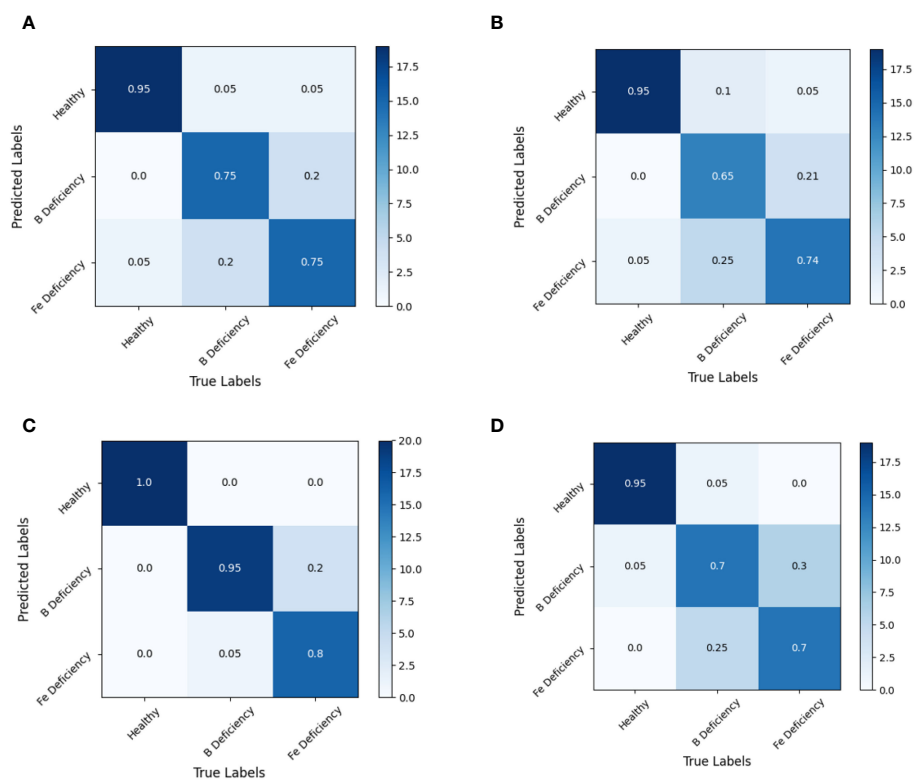 A
Predicted Labels
Healthy
0.95 0.05 0.05
B Deficiency
0.0 0.75 0.2
Fe Deficiency
0.05 0.2 0.75
Healthy B Deficiency Fe Deficiency
True Labels
17.5
15.0
12.5
10.0
7.5
5.0
2.5
0.0
B
Predicted Labels
Healthy
0.95 0.1 0.05
B Deficiency
0.0 0.65 0.21
Fe Deficiency
0.05 0.25 0.74
Healthy B Deficiency Fe Deficiency
True Labels
17.5
15.0
12.5
10.0
7.5
5.0
2.5
0.0
C
Predicted Labels
Healthy
1.0 0.0 0.0
B Deficiency
0.0 0.95 0.2
Fe Deficiency
0.0 0.05 0.8
Healthy B Deficiency Fe Deficiency
True Labels
20.0
17.5
15.0
12.5
10.0
7.5
5.0
2.5
0.0
D
Predicted Labels
Healthy
0.95 0.05 0.0
B Deficiency
0.05 0.7 0.3
Fe Deficiency
0.0 0.25 0.7
Healthy B Deficiency Fe Deficiency
True Labels
17.5
15.0
12.5
10.0
7.5
5.0
2.5
0.0